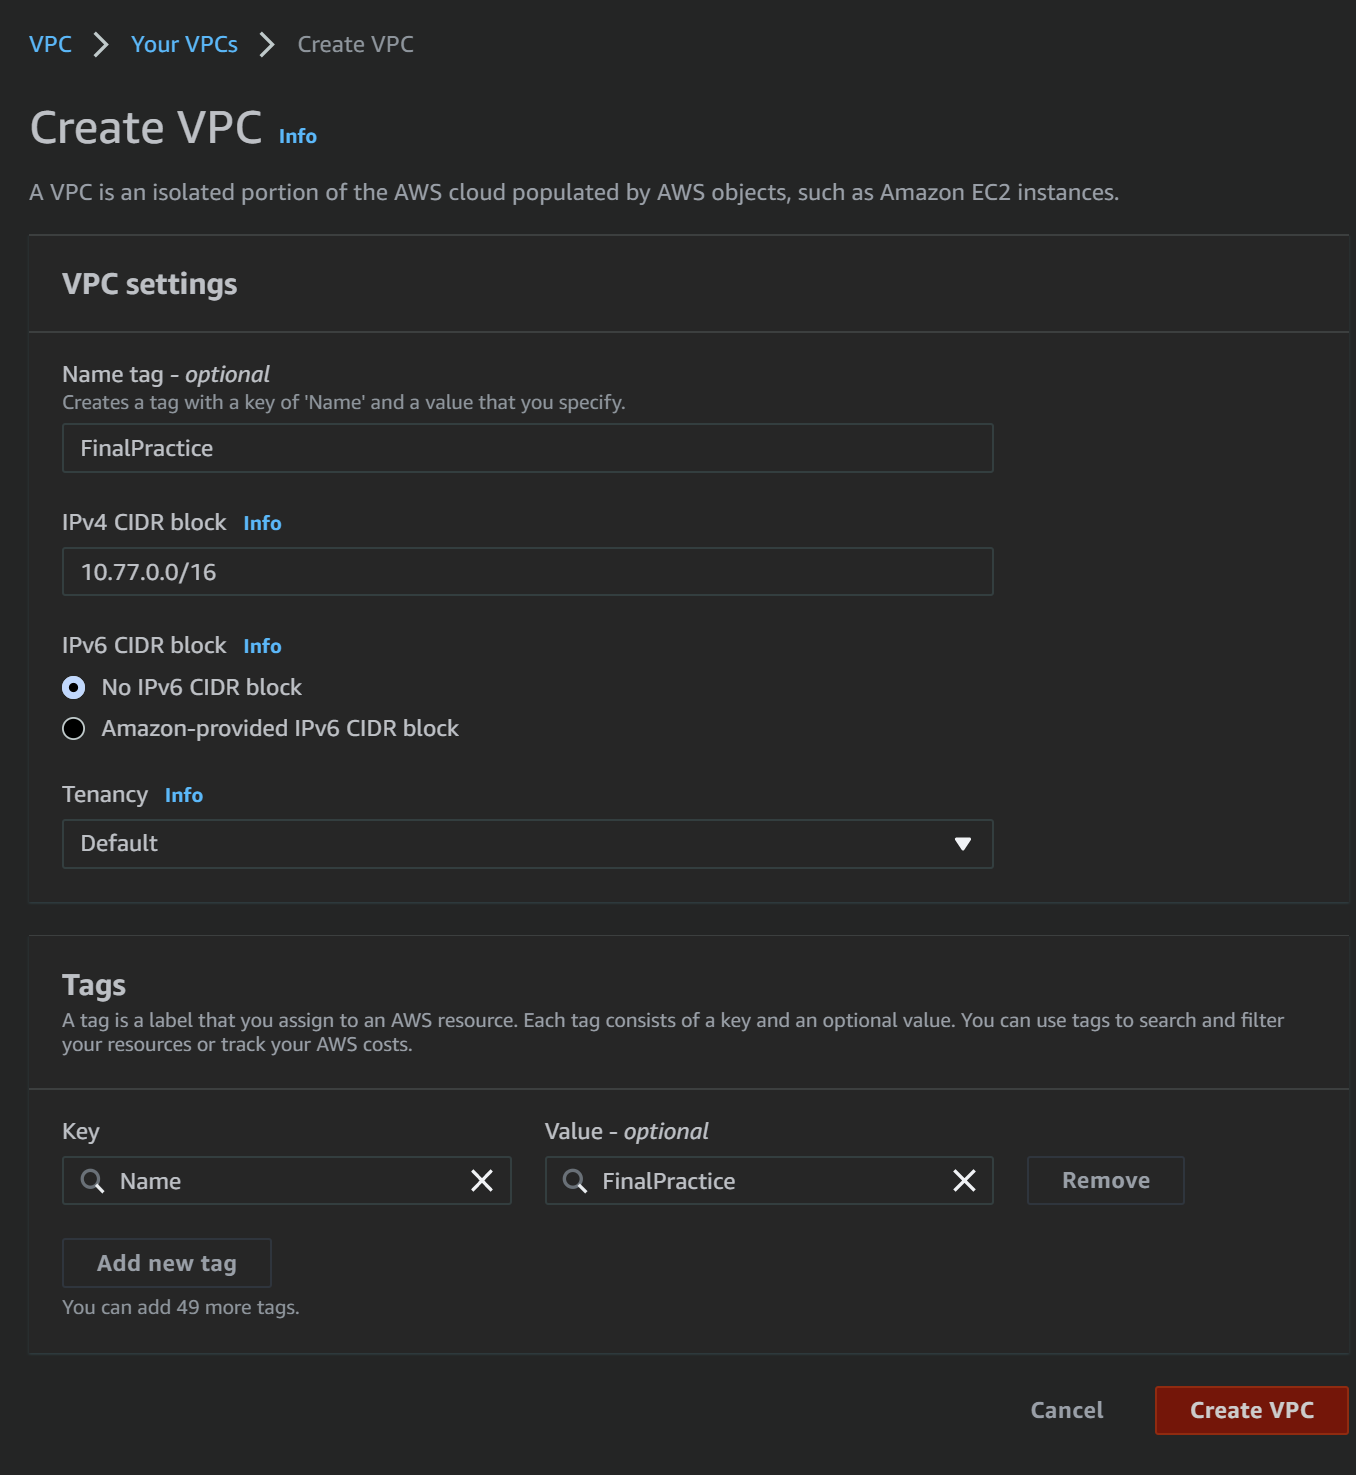 VPC Your VPCs Create VPC
Create VPC Info
A VPC is an isolated portion of the AWS cloud populated by AWS objects, such as Amazon EC2 instances.
VPC settings
Name tag - optional
Creates a tag with a key of 'Name' and a value that you specify.
FinalPractice
IPv4 CIDR block Info
10.77.0.0/16
IPv6 CIDR block Info
No IPv6 CIDR block
Amazon-provided IPv6 CIDR block
Tenancy Info
Default
Tags
A tag is a label that you assign to an AWS resource. Each tag consists of a key and an optional value. You can use tags to search and filter
your resources or track your AWS costs.
Key Value - optional
Name FinalPractice Remove
Add new tag
You can add 49 more tags.
Cancel Create VPC